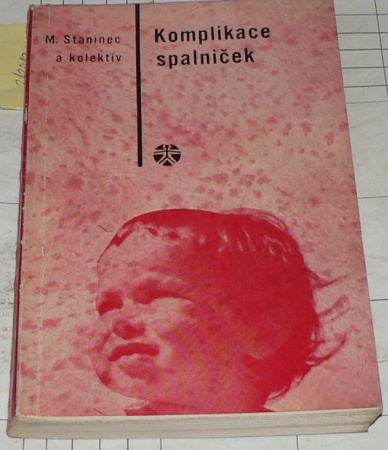 M. Staninec
a kolektiv
Komplikace
spalniček